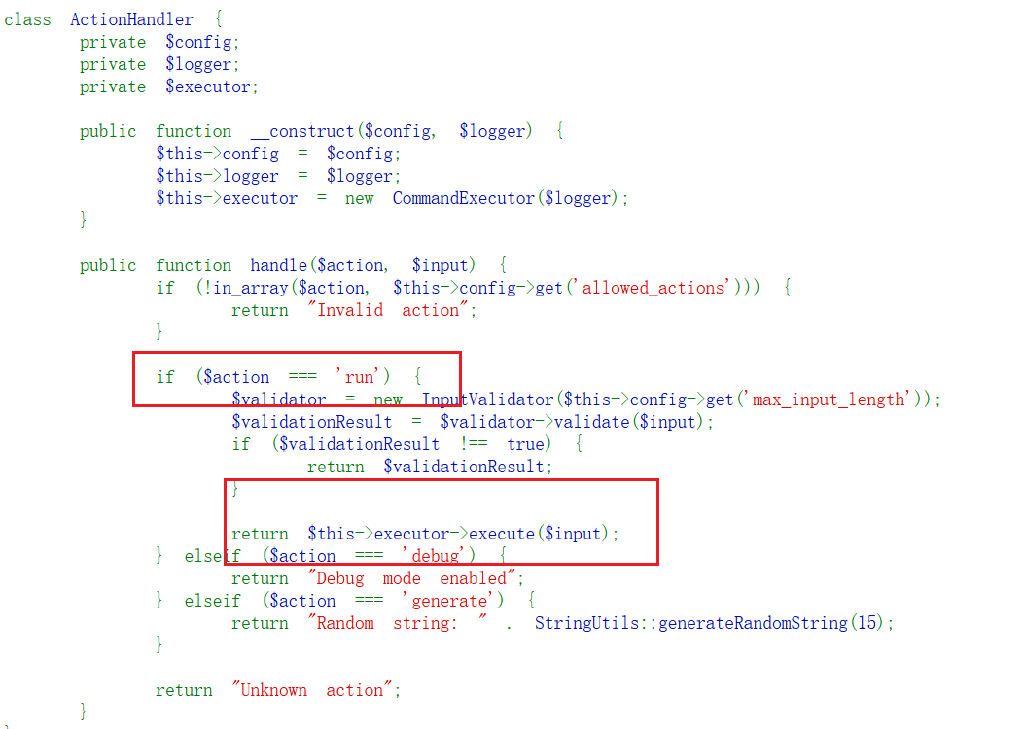 class ActionHandler {
private $config;
private $logger;
private $executor;
public function __construct($config, $logger) {
$this->config = $config;
$this->logger = $logger;
$this->executor = new CommandExecutor($logger);
}
public function handle($action, $input) {
if (!in_array($action, $this->config->get('allowed_actions'))) {
return "Invalid action";
}
if ($action === 'run') {
$validator = new InputValidator($this->config->get('max_input_length'));
$validationResult = $validator->validate($input);
if ($validationResult !== true) {
return $validationResult;
}
return $this->executor->execute($input);
} elseif ($action === 'debug') {
return "Debug mode enabled";
} elseif ($action === 'generate') {
return "Random string: " . StringUtils::generateRandomString(15);
}
return "Unknown action";
}